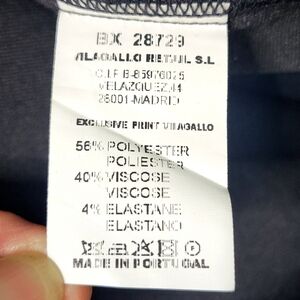 BX 28729
VILAGALLO RETAIL S.L
C.I.F B-85976025
VELAZQUEZ,44
28001-MADRID
EXCLUSIVE PRINT VILAGALLO
56% POLYESTER
POLIESTER
40% VISCOSE
VISCOSE
4% ELASTANE
ELASTANO
MADE IN PORTUGAL